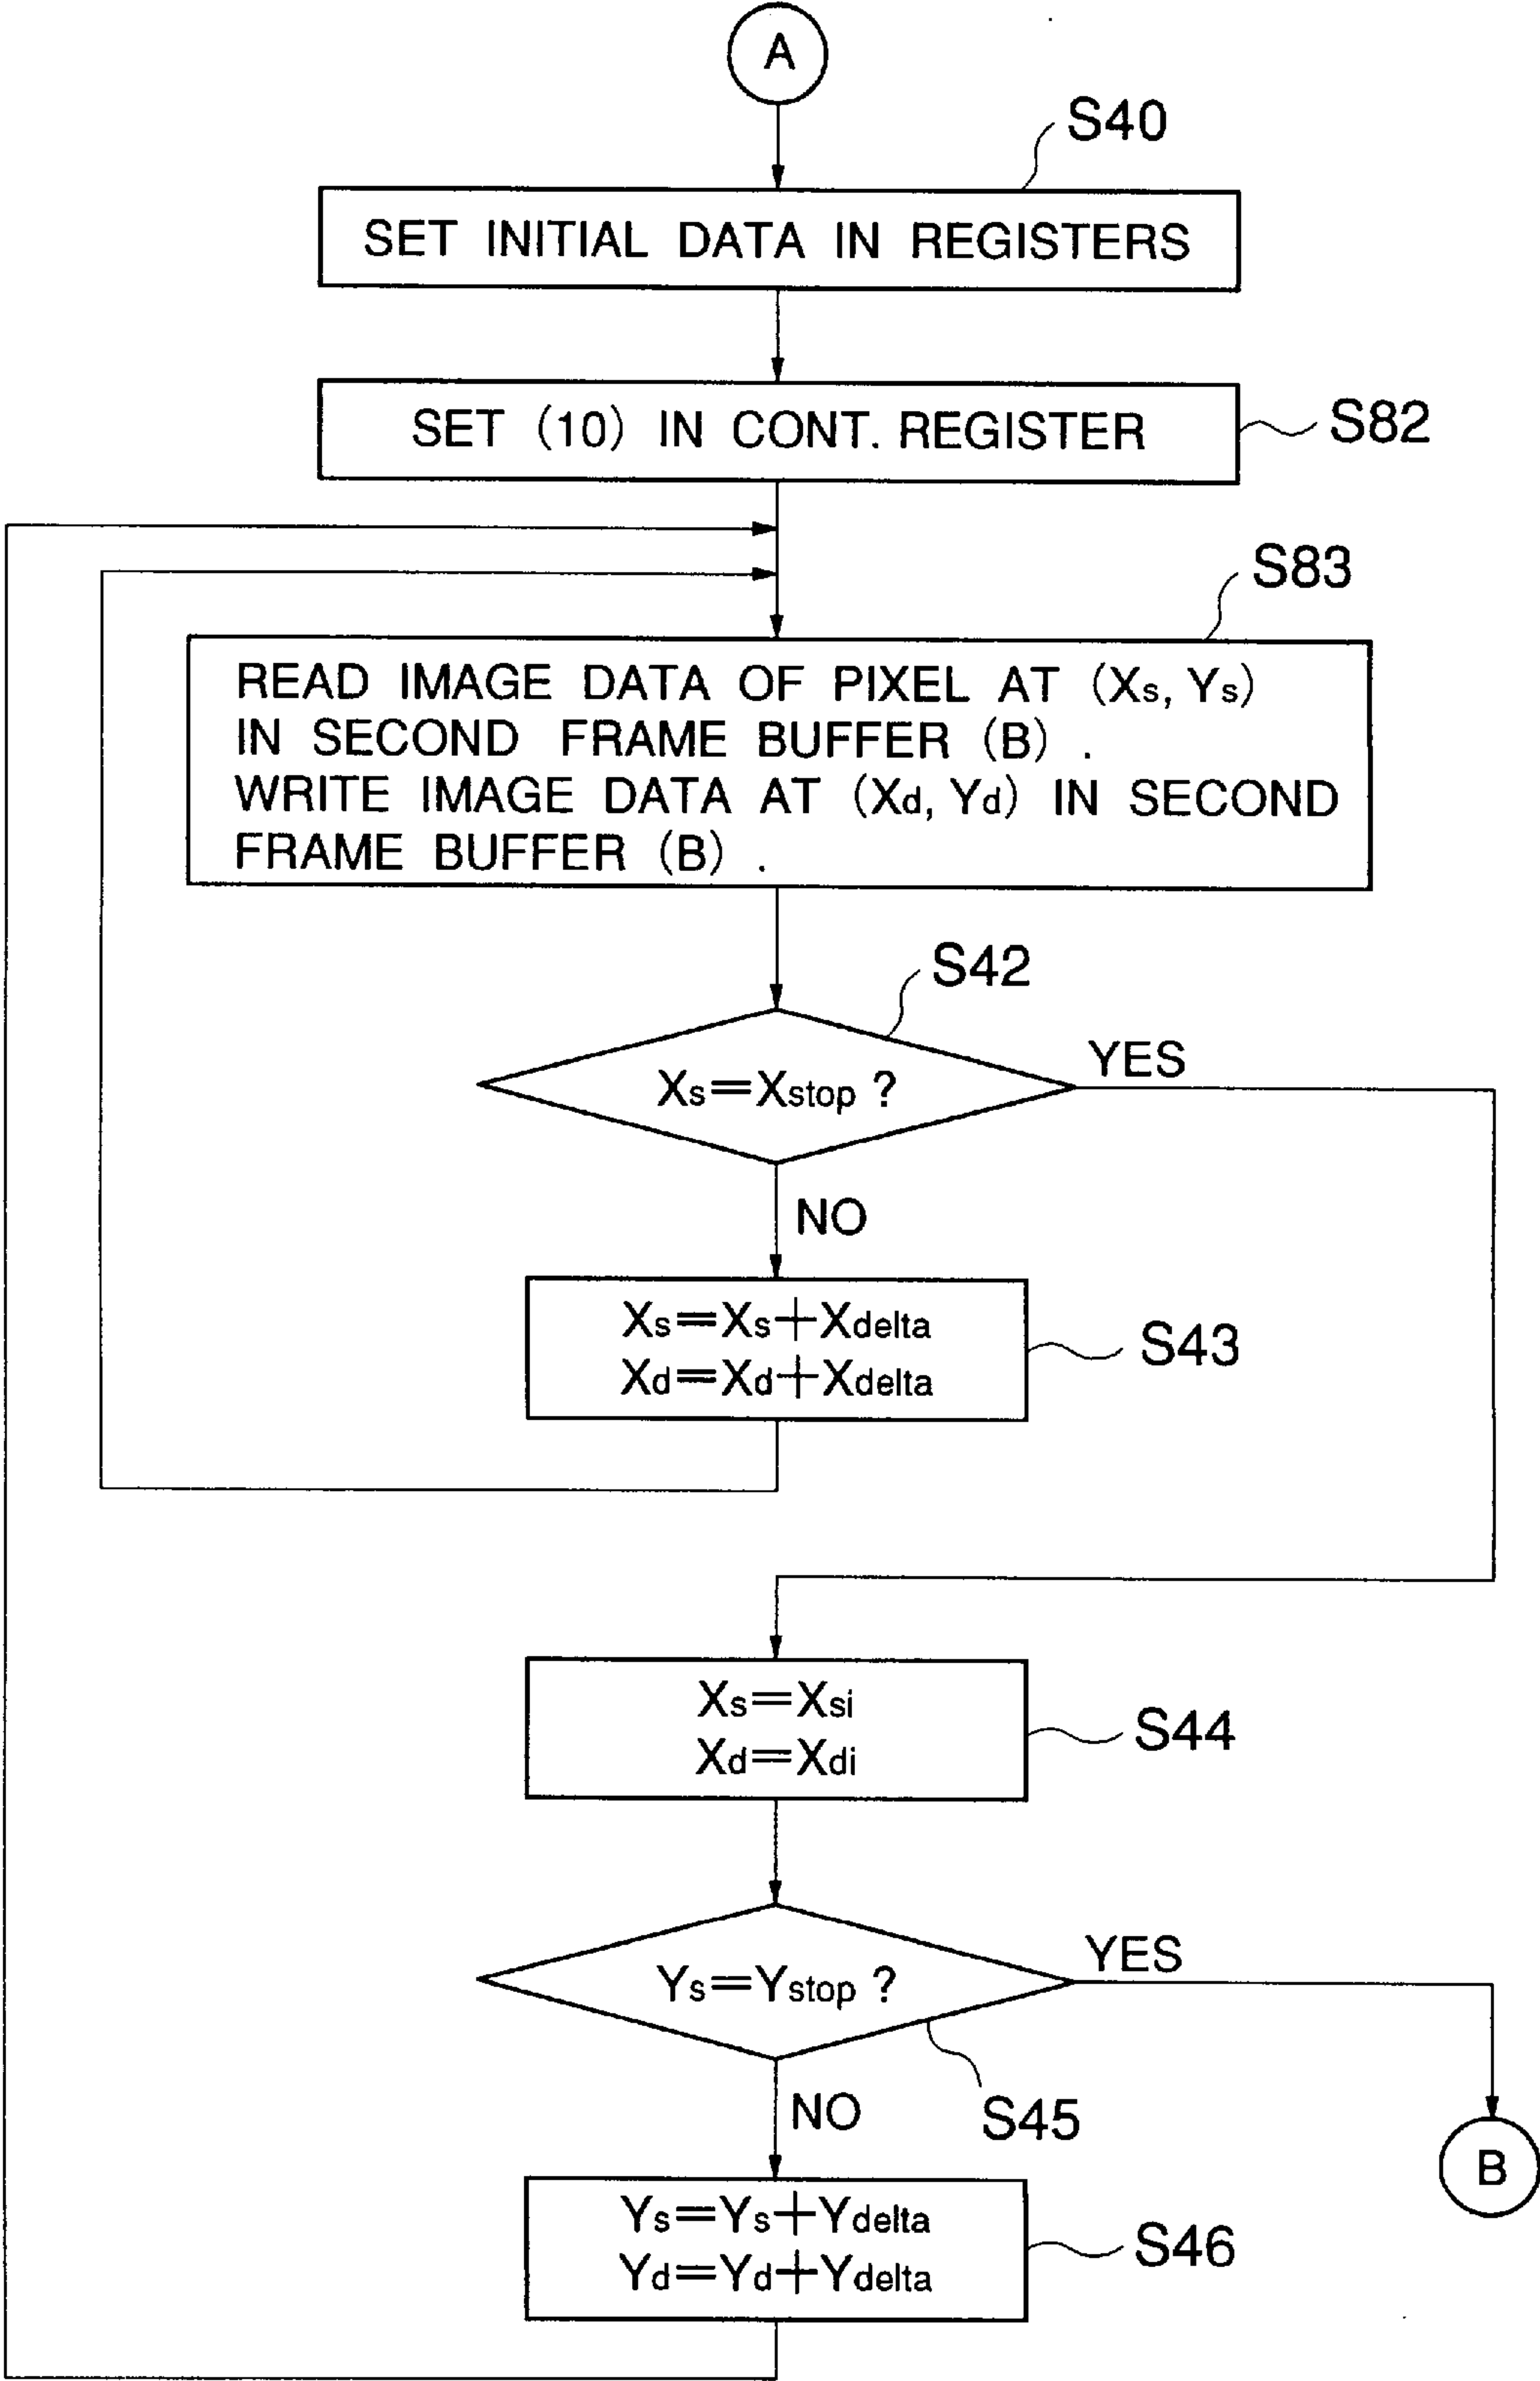 A
S40
SET INITIAL DATA IN REGISTERS
SET (10) IN CONT. REGISTER
S82
S83
READ IMAGE DATA OF PIXEL AT (Xs, Ys)
IN SECOND FRAME BUFFER (B) .
WRITE IMAGE DATA AT (Xd, Yd) IN SECOND
FRAME BUFFER (B) .
S42
YES
Xs=Xstop ?
NO
Xs=Xs+Xdelta
Xd=Xd+Xdelta
S43
Xs=Xsi
Xd=Xdi
S44
YES
Ys=Ystop ?
NO
S45
B
Ys=Ys+Ydelta
Yd=Yd+Ydelta
S46